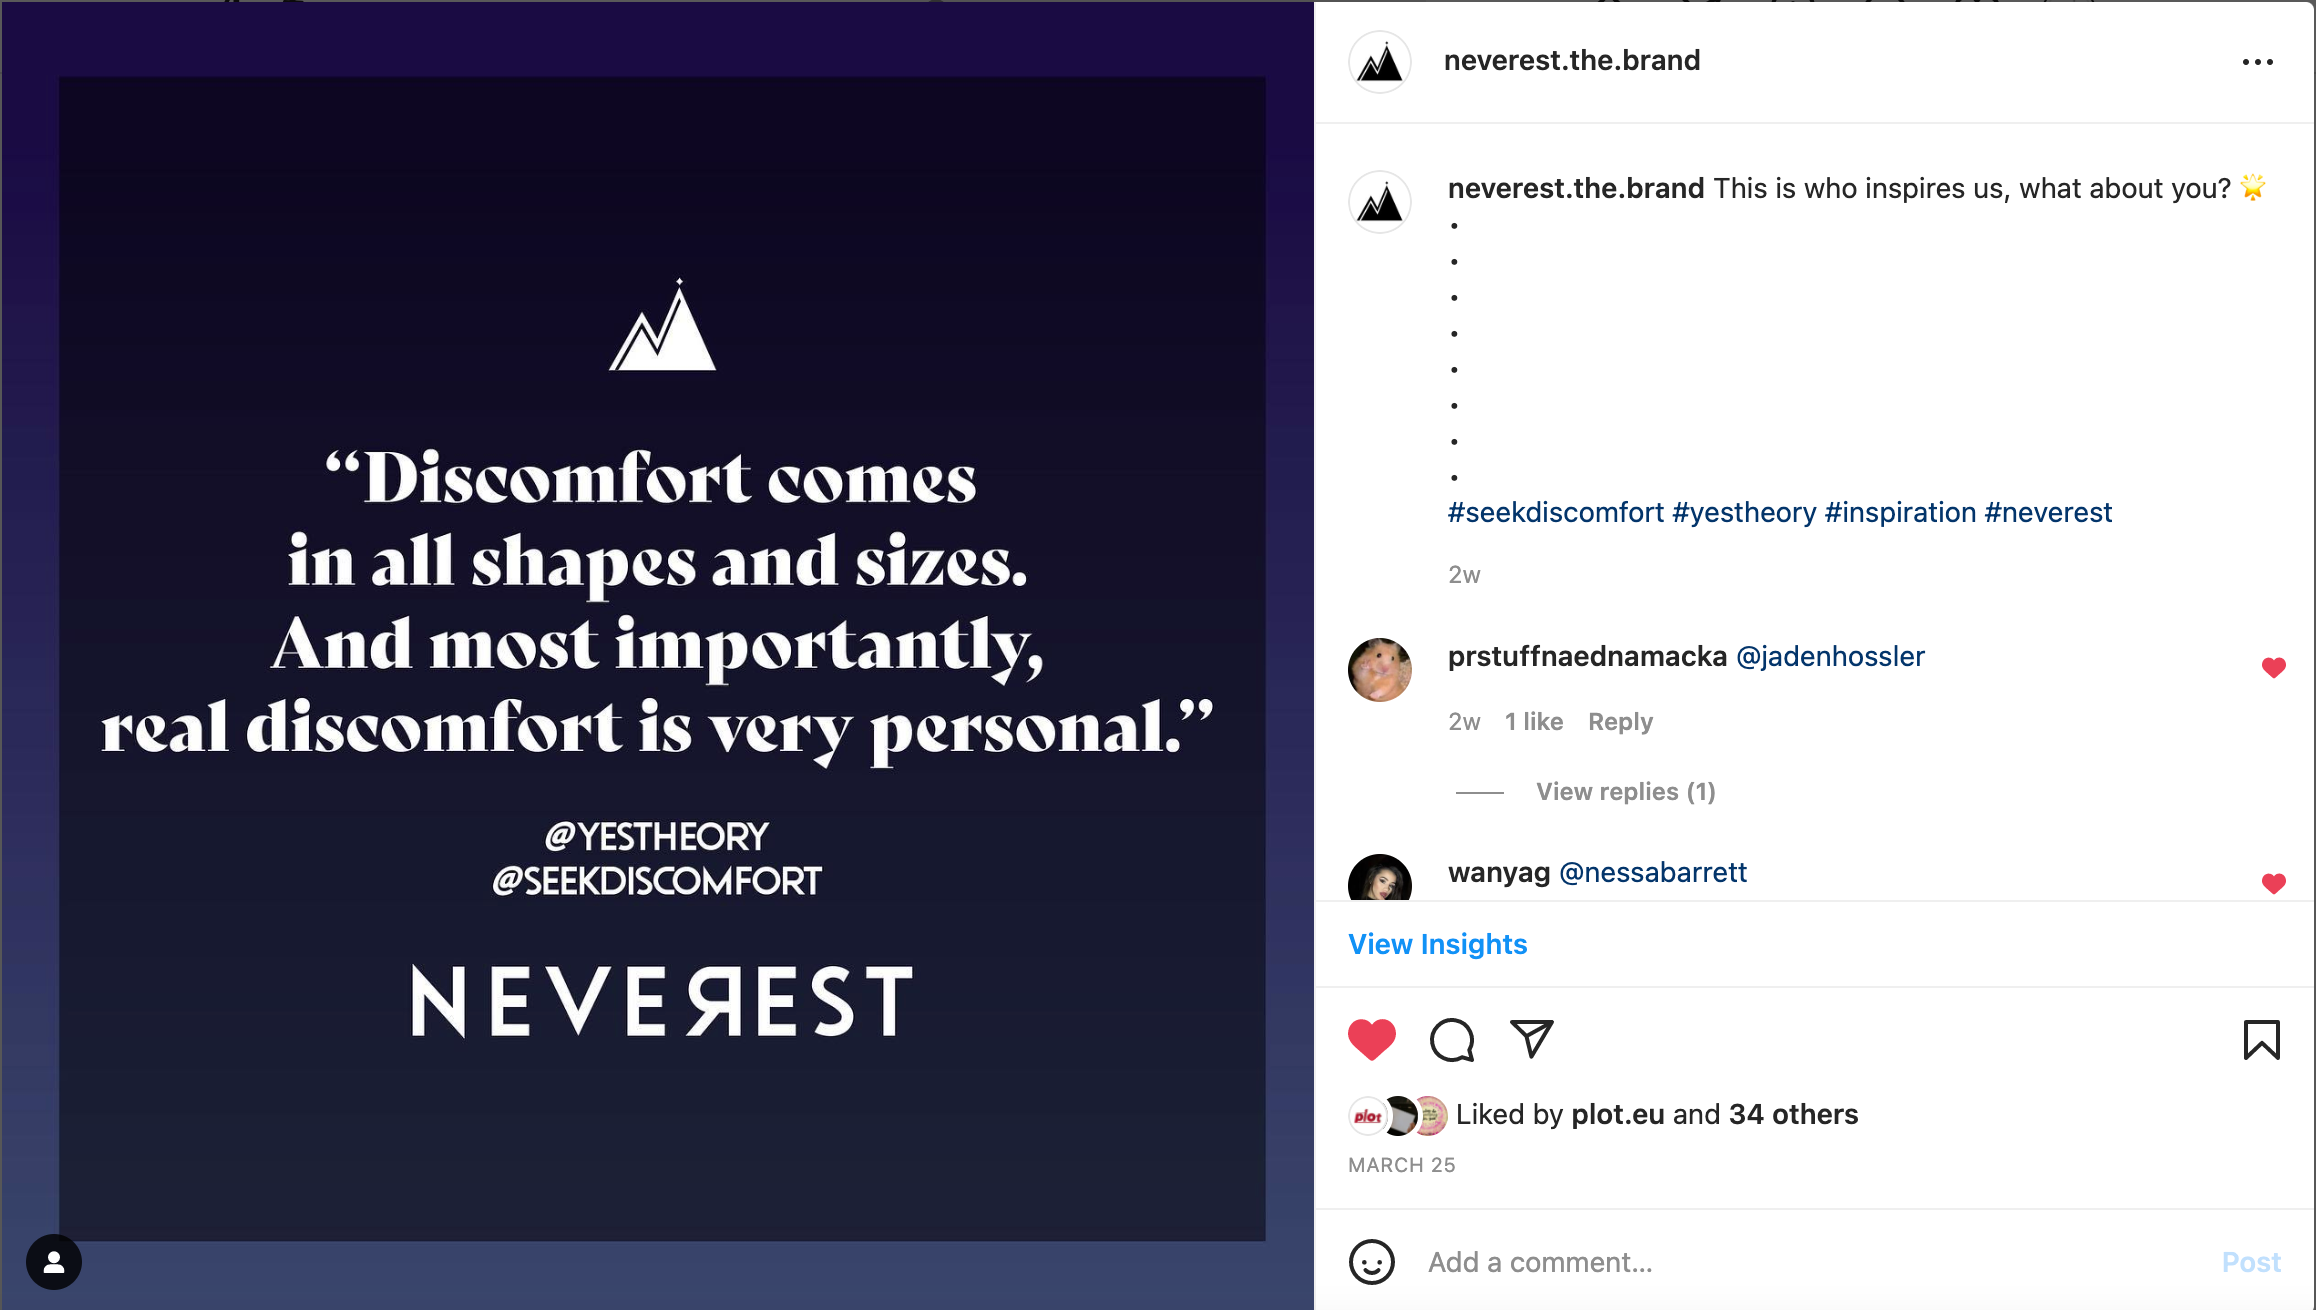 “Discomfort comes
in all shapes and sizes.
And most importantly,
real discomfort is very personal.”
@YESTHEORY
@SEEKDISCOMFORT
NEVEЯEST
neverest.the.brand
neverest.the.brand This is who inspires us, what about you? 🌟
•
•
•
•
•
•
•
•
#seekdiscomfort #yestheory #inspiration #neverest
2w
prstuffnaednamacka @jadenhossler
2w 1 like Reply
View replies (1)
wanyag @nessabarrett
View Insights
plot Liked by plot.eu and 34 others
MARCH 25
Add a comment... Post